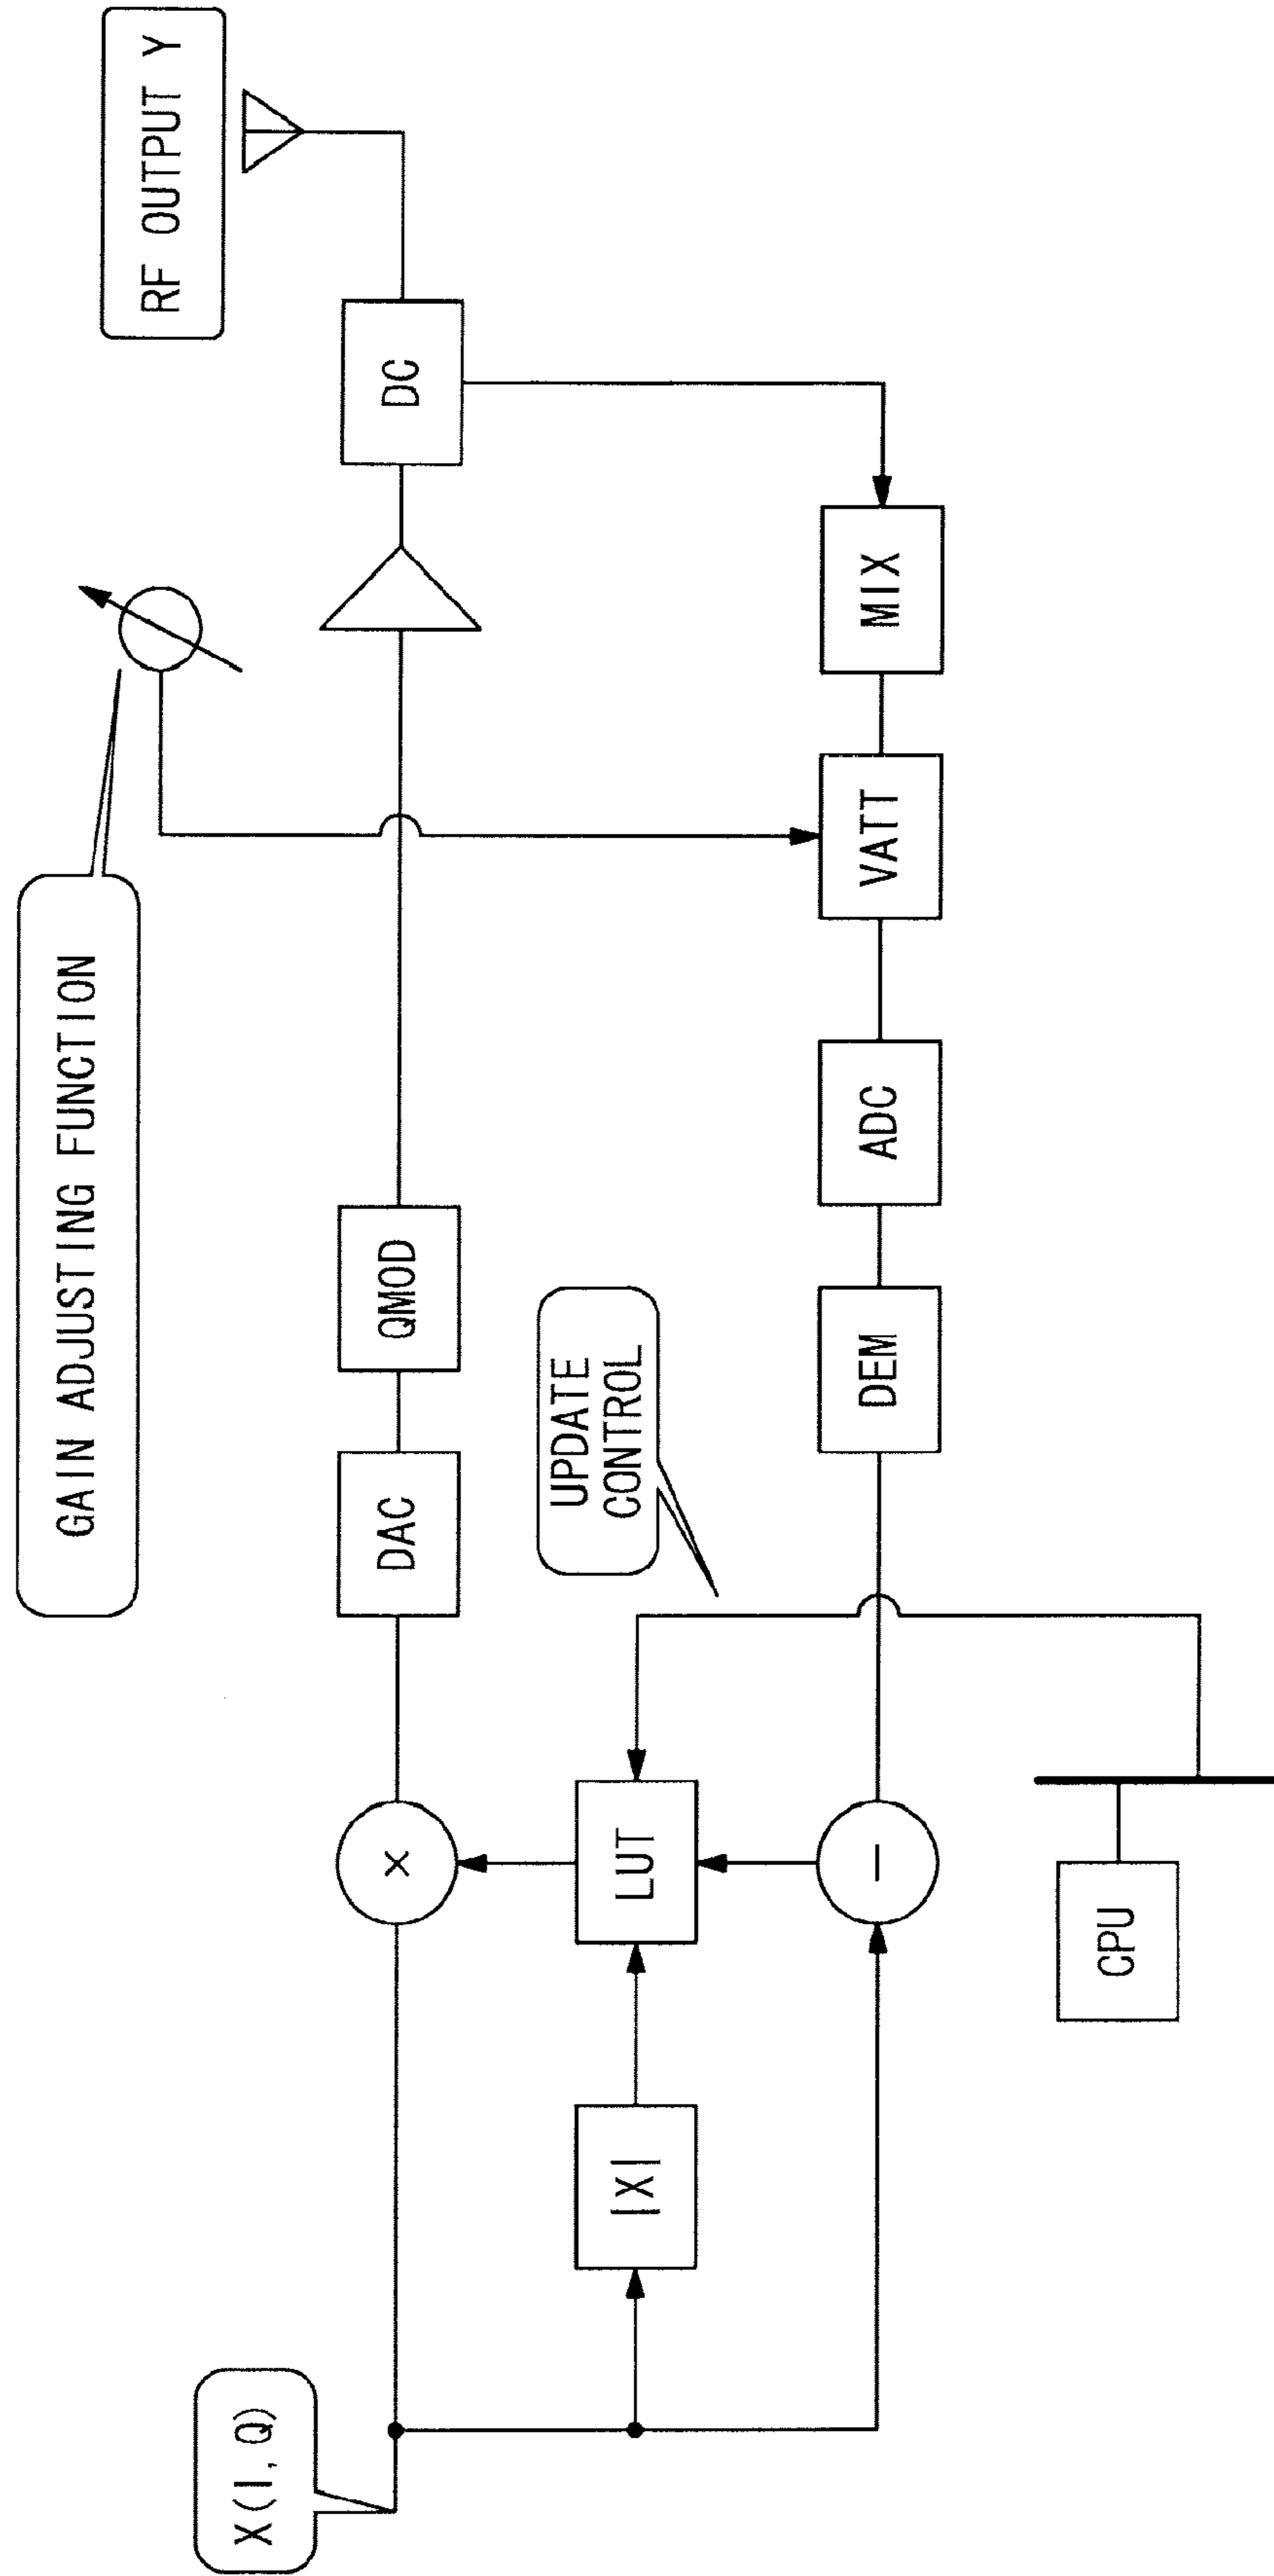 GAIN ADJUSTING FUNCTION
RF OUTPUT Y
X(I,Q)
×
DAC
QMOD
DC
UPDATE
CONTROL
|X|
LUT
−
DEM
ADC
VATT
MIX
CPU